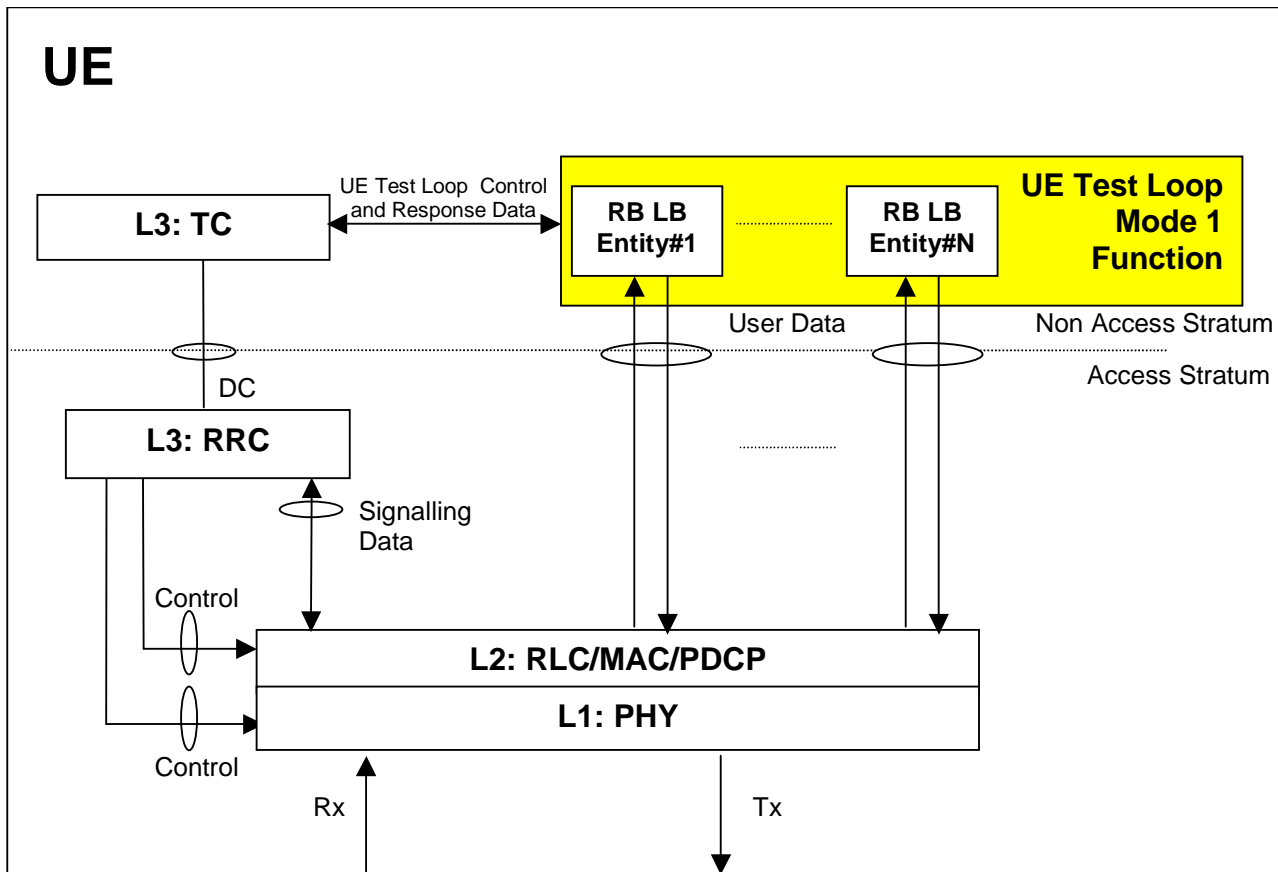 UE
UE Test Loop Control
and Response Data
L3: TC
RB LB
Entity#1
RB LB
Entity#N
UE Test Loop
Mode 1
Function
User Data
Non Access Stratum
Access Stratum
DC
L3: RRC
Signalling
Data
Control
L2: RLC/MAC/PDCP
L1: PHY
Control
Rx
Tx